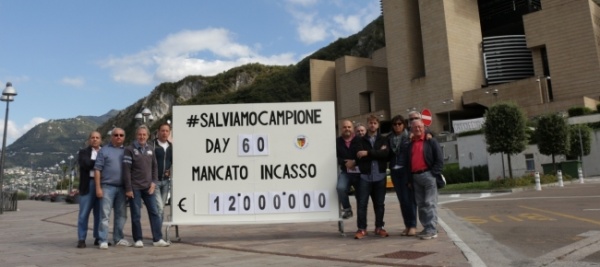 #SALVIAMOCAMPIONE
DAY 60
MANCATO INCASSO
€ 12°000°000